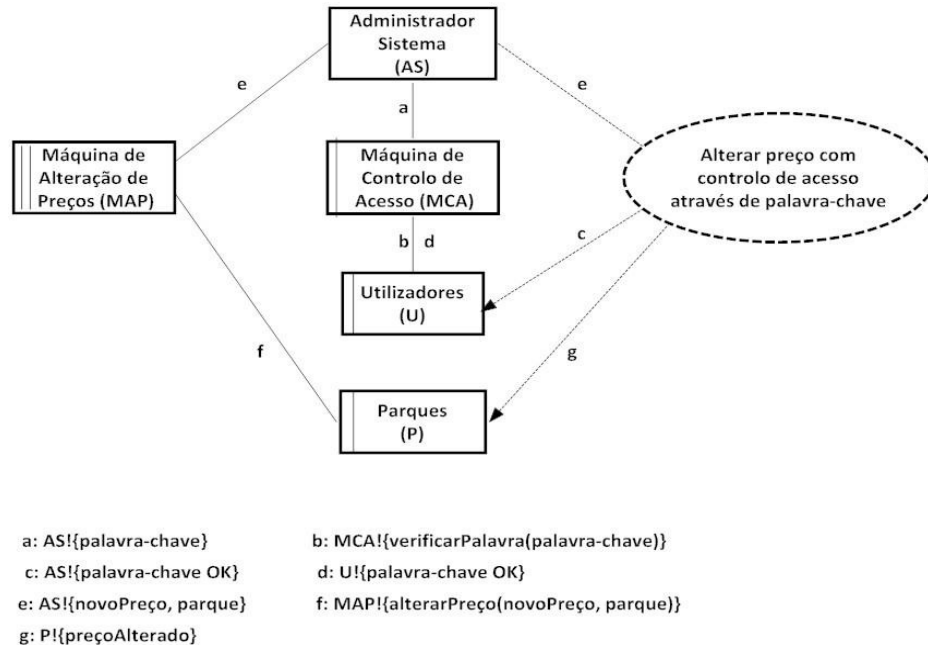 Administrador
Sistema
(AS)
e
e
a
Máquina de
Alteração de
Preços (MAP)
Máquina de
Controlo de
Acesso (MCA)
Alterar preço com
controlo de acesso
através de palavra-chave
b d
c
Utilizadores
(U)
f
g
Parques
(P)
a: AS!{palavra-chave}
b: MCA!{verificarPalavra(palavra-chave)}
c: AS!{palavra-chave OK}
d: U!{palavra-chave OK}
e: AS!{novoPreço, parque}
f: MAP!{alterarPreço(novoPreço, parque)}
g: P!{preçoAlterado}